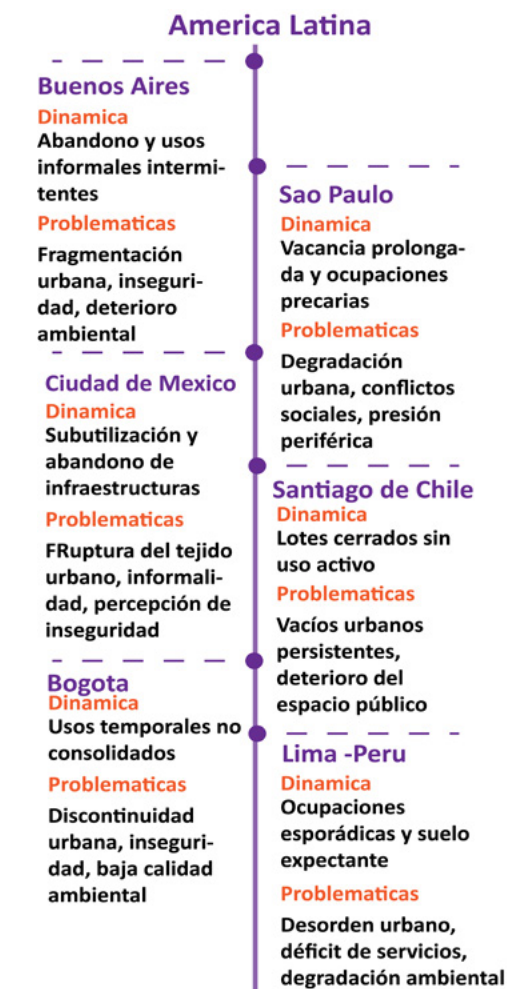 America Latina
Buenos Aires
Dinamica
Abandono y usos
informales intermi-
tentes
Problematicas
Fragmentación
urbana, inseguri-
dad, deterioro
ambiental
Sao Paulo
Dinamica
Vacancia prolonga-
da y ocupaciones
precarias
Problematicas
Degradación
urbana, conflictos
sociales, presión
periférica
Ciudad de Mexico
Dinamica
Subutilización y
abandono de
infraestructuras
Problematicas
FRuptura del tejido
urbano, informali-
dad, percepción de
inseguridad
Santiago de Chile
Dinamica
Lotes cerrados sin
uso activo
Problematicas
Vacíos urbanos
persistentes,
deterioro del
espacio público
Bogota
Dinamica
Usos temporales no
consolidados
Problematicas
Discontinuidad
urbana, inseguri-
dad, baja calidad
ambiental
Lima -Peru
Dinamica
Ocupaciones
esporádicas y suelo
expectante
Problematicas
Desorden urbano,
déficit de servicios,
degradación ambiental